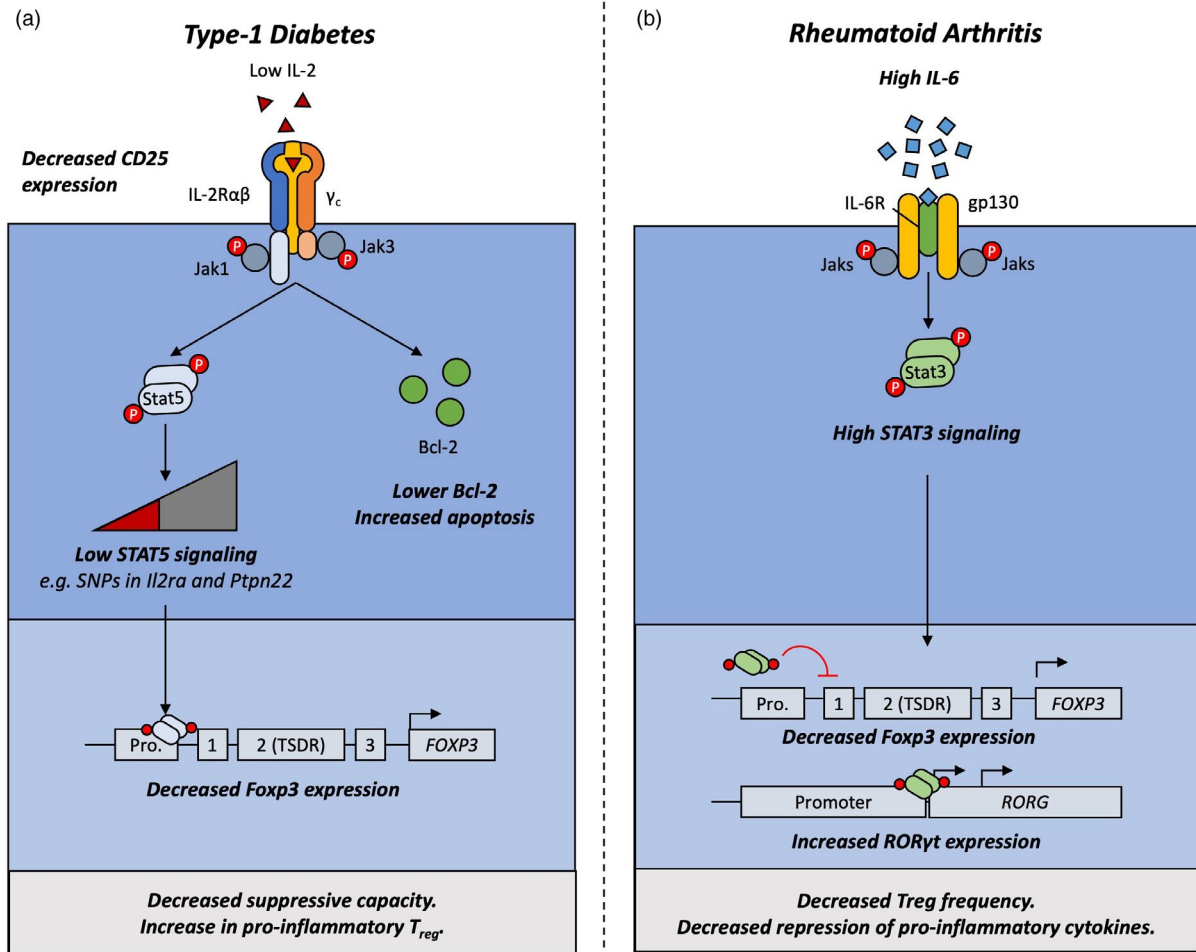 (a)
Type-1 Diabetes
Low IL-2
Decreased CD25
expression
IL-2Rαβ
γc
P
Jak1
Jak3
P
P
Stat5
P
Bcl-2
Lower Bcl-2
Increased apoptosis
Low STAT5 signaling
e.g. SNPs in Il2ra and Ptpn22
Pro.
1
2 (TSDR)
3
FOXP3
Decreased Foxp3 expression
Decreased suppressive capacity.
Increase in pro-inflammatory Treg.
(b)
Rheumatoid Arthritis
High IL-6
IL-6R
gp130
P
Jaks
P
Jaks
P
Stat3
P
High STAT3 signaling
Pro.
1
2 (TSDR)
3
FOXP3
Decreased Foxp3 expression
Promoter
RORG
Increased RORγt expression
Decreased Treg frequency.
Decreased repression of pro-inflammatory cytokines.